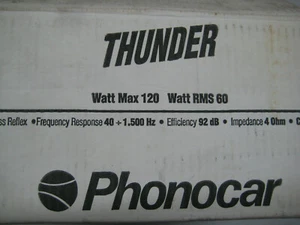 THUNDER
Watt Max 120 Watt RMS 60
ss Reflex • Frequency Response 40 ÷ 1.500 Hz • Efficiency 92 dB • Impedance 4 Ohm • C
Phonocar